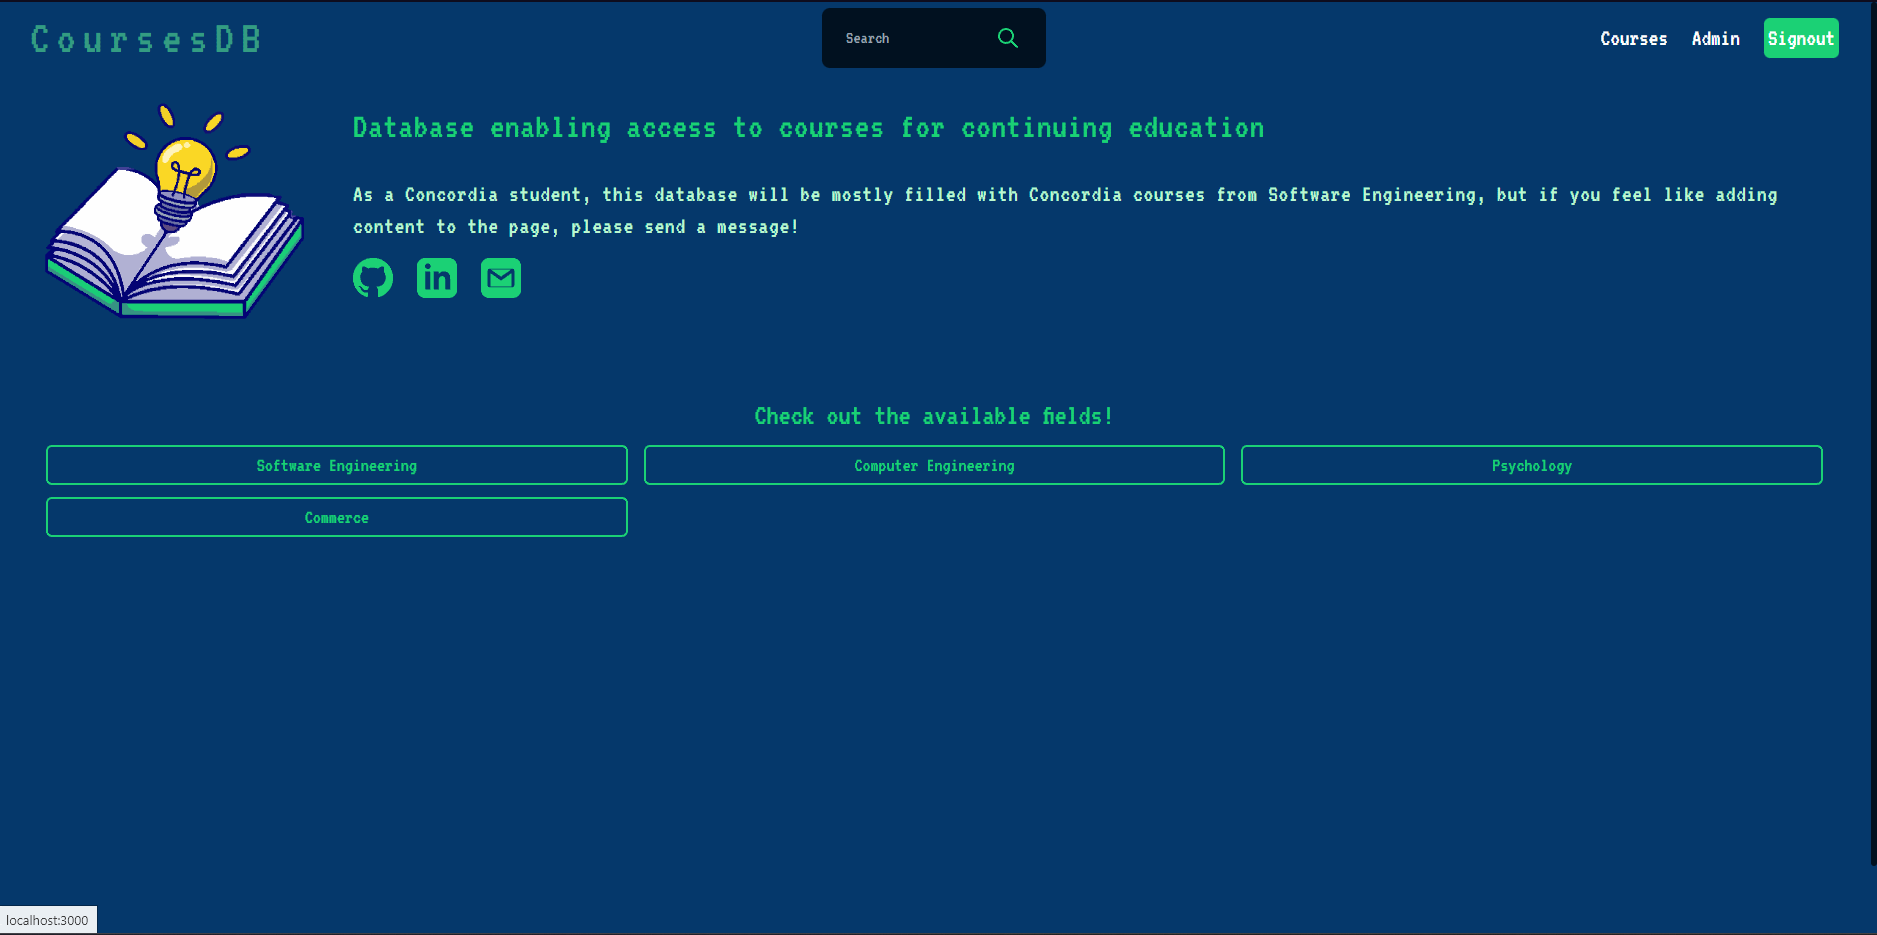 CoursesDB
Search
Courses
Admin
Signout
Database enabling access to courses for continuing education
As a Concordia student, this database will be mostly filled with Concordia courses from Software Engineering, but if you feel like adding
content to the page, please send a message!
in
Check out the available fields!
Software Engineering
Computer Engineering
Psychology
Commerce
localhost:3000